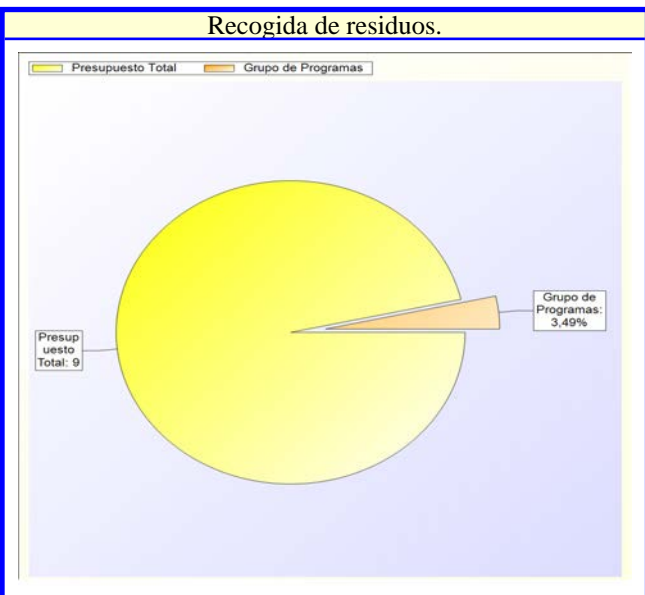 Recogida de residuos.
Presupuesto Total
Grupo de Programas
Grupo de
Programas:
3,49%
Presup
uesto
Total: 9